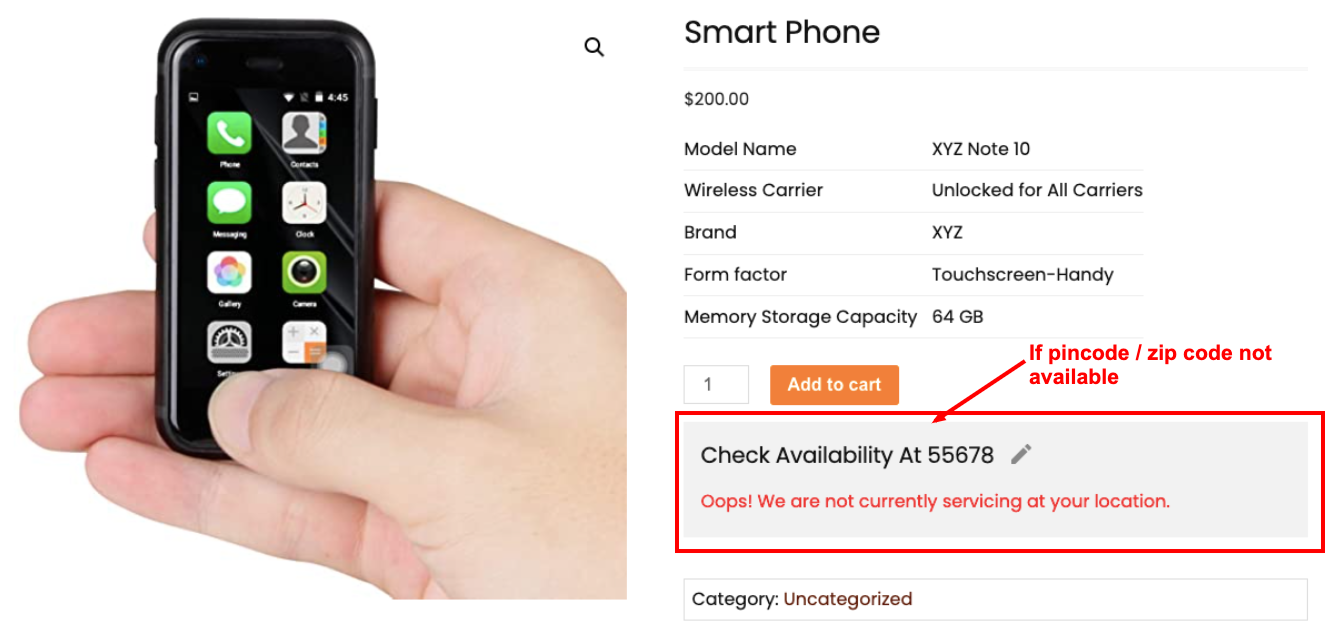 4:45
Phone
Contacts
Messaging
Clock
Gallery
Camera
Smart Phone
$200.00
Model Name XYZ Note 10
Wireless Carrier Unlocked for All Carriers
Brand XYZ
Form factor Touchscreen-Handy
Memory Storage Capacity 64 GB
If pincode / zip code not
available
1 Add to cart
Check Availability At 55678
Oops! We are not currently servicing at your location.
Category: Uncategorized